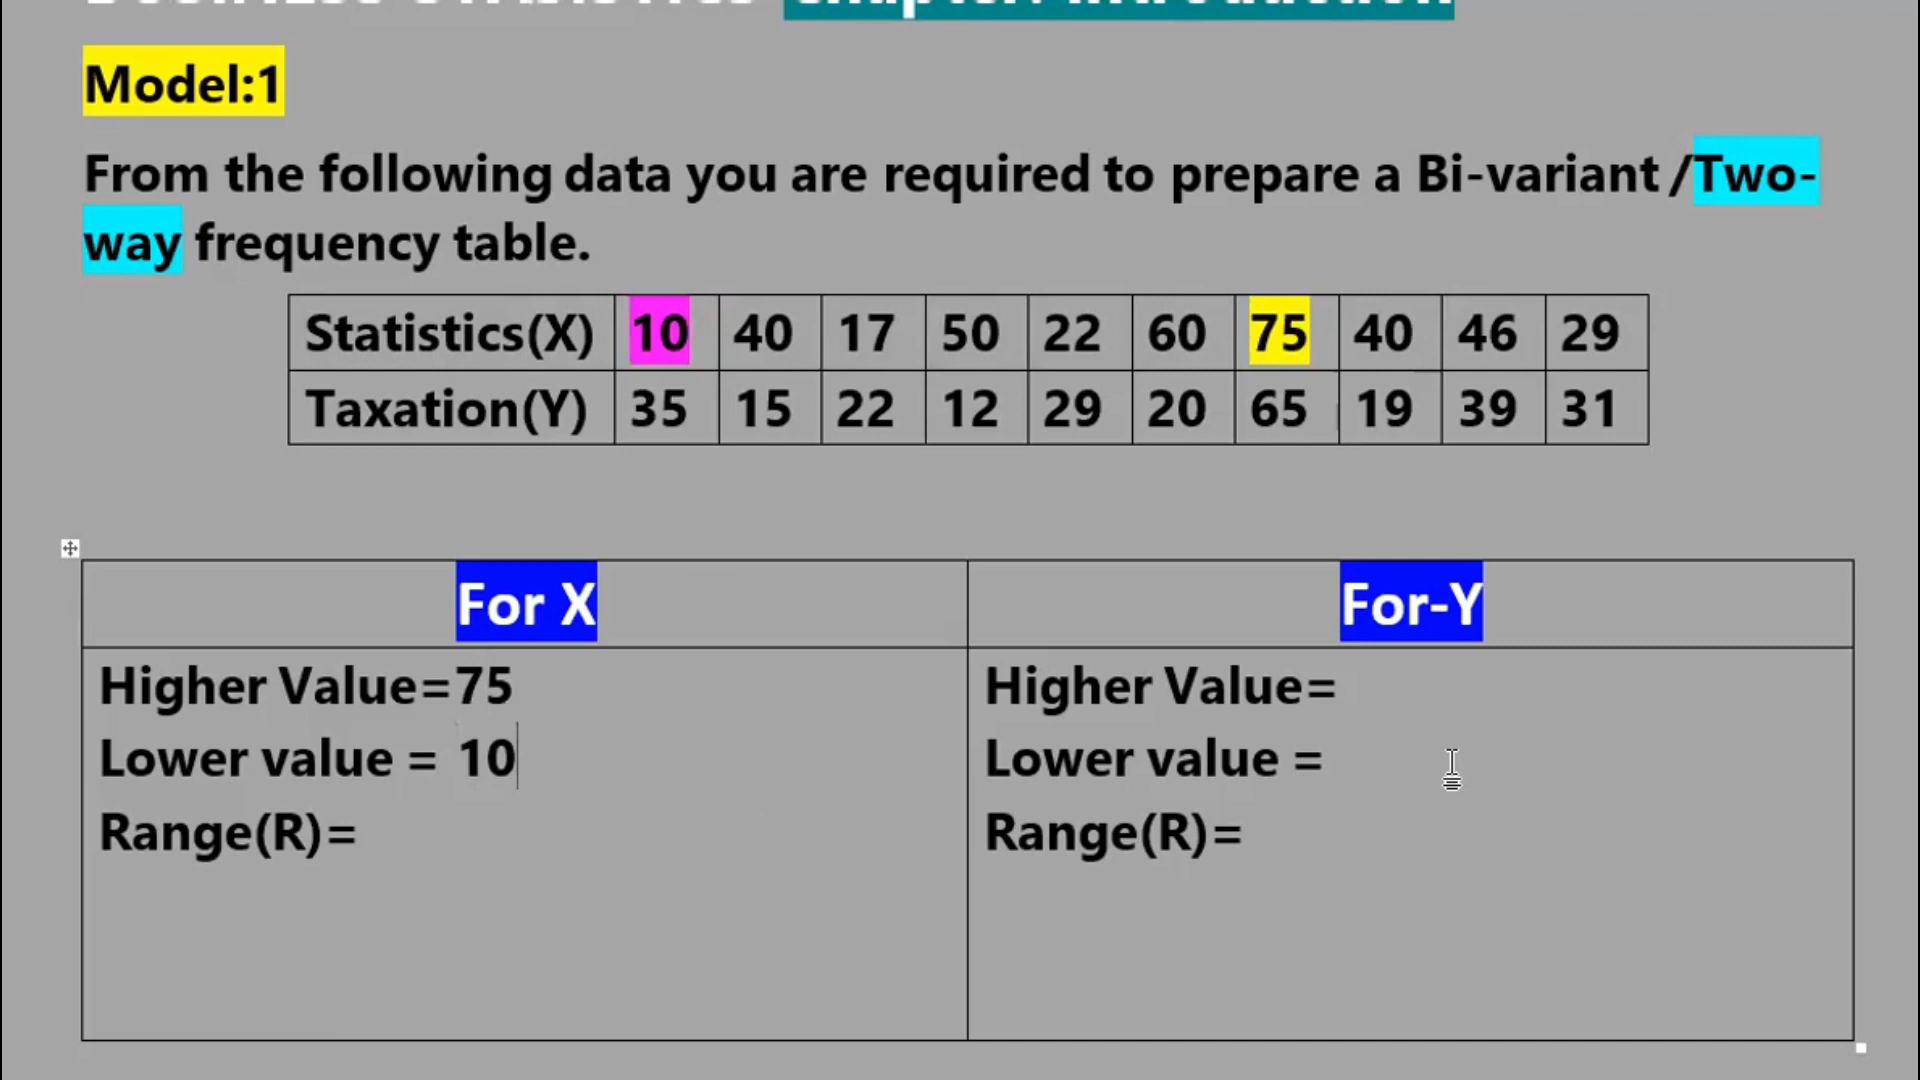 Model:1
From the following data you are required to prepare a Bi-variant /Two-
way frequency table.
Statistics(X) 10 40 17 50 22 60 75 40 46 29
Taxation(Y) 35 15 22 12 29 20 65 19 39 31
For X For-Y
Higher Value=75 Higher Value=
Lower value = 10 Lower value =
Range(R)= Range(R)=